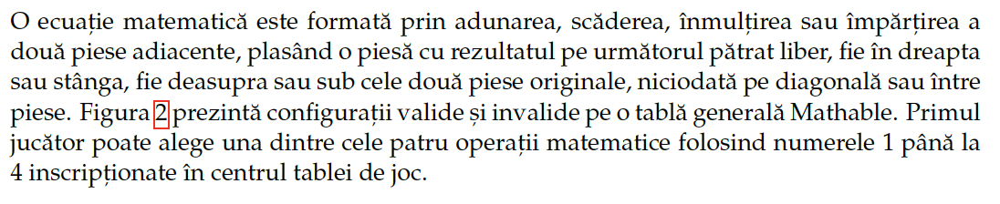 O ecuație matematică este formată prin adunarea, scăderea, înmulțirea sau împărțirea a
două piese adiacente, plasând o piesă cu rezultatul pe următorul pătrat liber, fie în dreapta
sau stânga, fie deasupra sau sub cele două piese originale, niciodată pe diagonală sau între
piese. Figura 2 prezintă configurații valide și invalide pe o tablă generală Mathable. Primul
jucător poate alege una dintre cele patru operații matematice folosind numerele 1 până la
4 inscripționate în centrul tablei de joc.